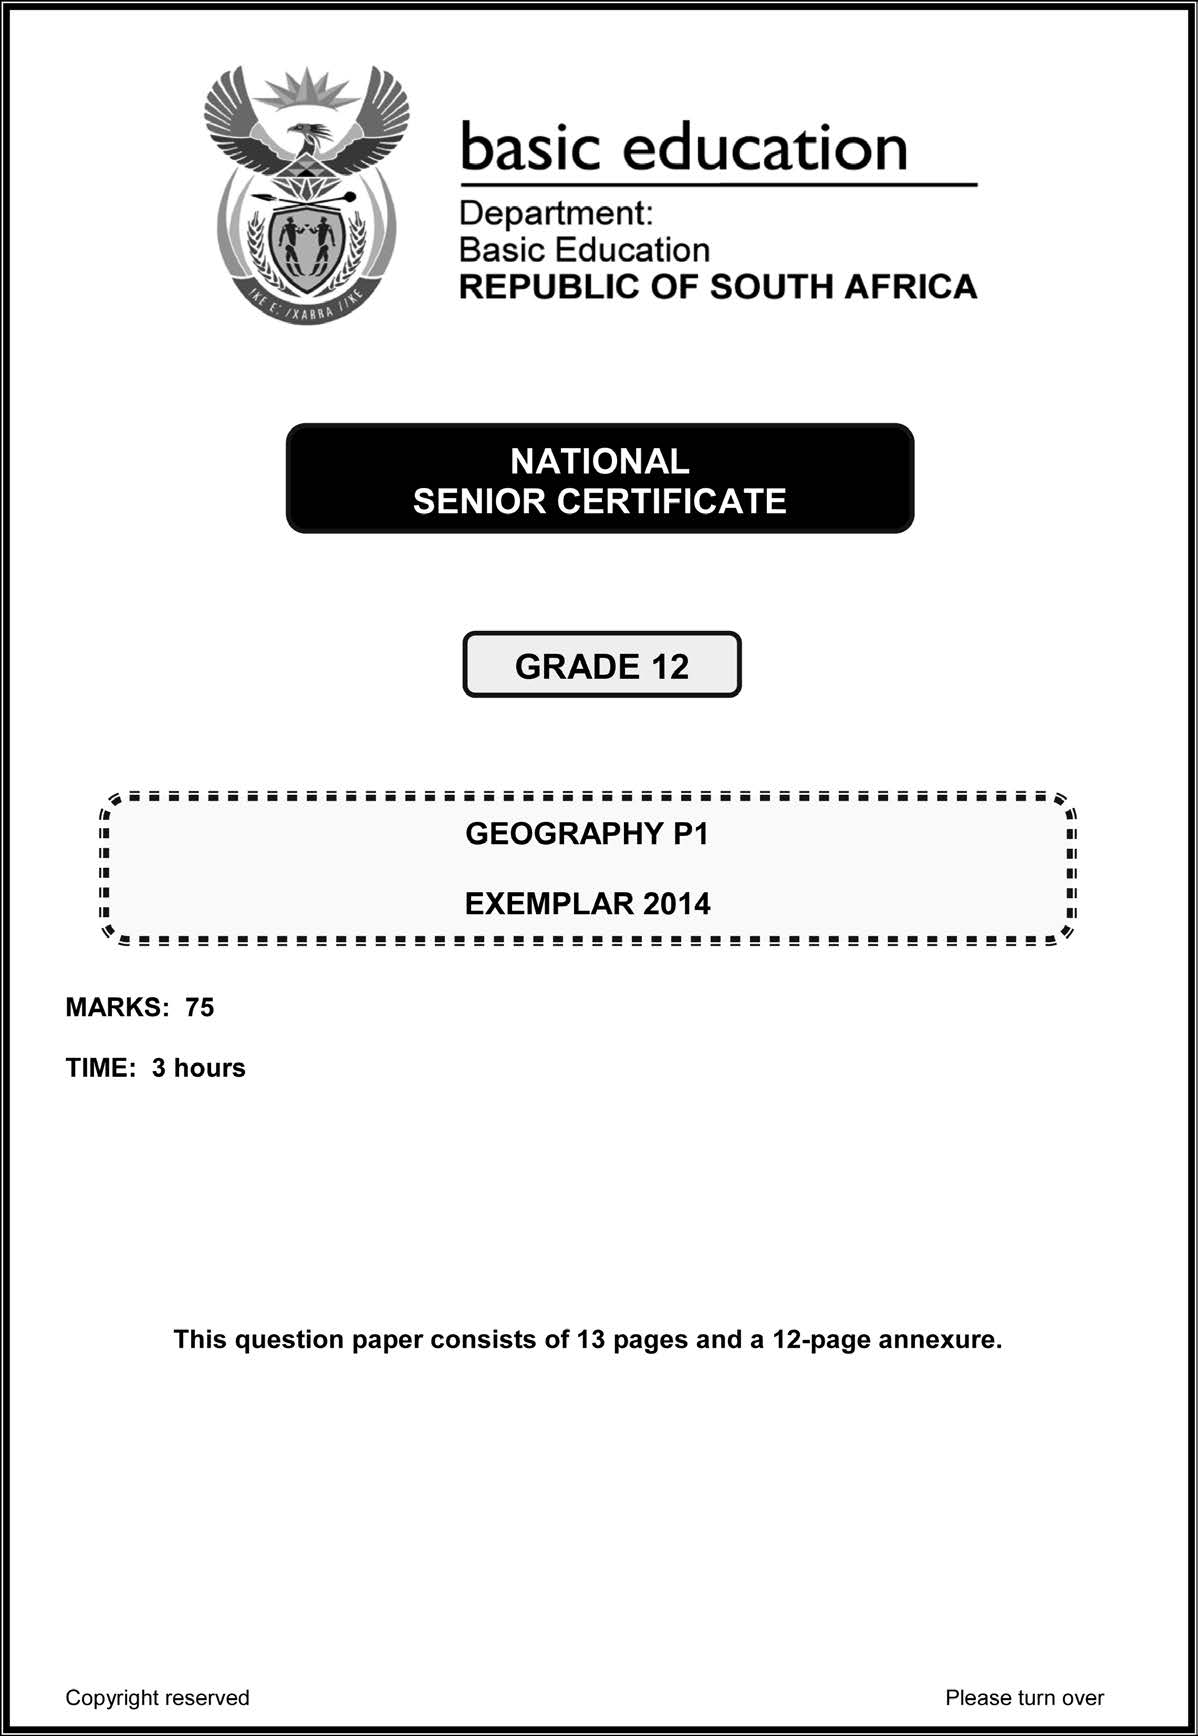 basic education
Department:
Basic Education
REPUBLIC OF SOUTH AFRICA
!KE E: /XARRA //KE
NATIONAL
SENIOR CERTIFICATE
GRADE 12
GEOGRAPHY P1
EXEMPLAR 2014
MARKS: 75
TIME: 3 hours
This question paper consists of 13 pages and a 12-page annexure.
Copyright reserved
Please turn over